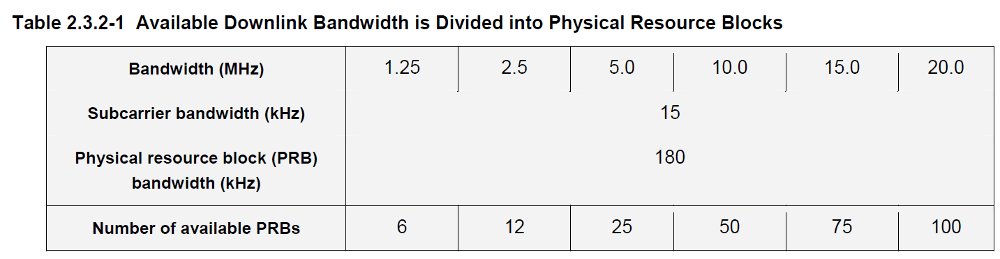 Table 2.3.2-1  Available Downlink Bandwidth is Divided into Physical Resource Blocks
Bandwidth (MHz) 1.25 2.5 5.0 10.0 15.0 20.0
Subcarrier bandwidth (kHz) 15
Physical resource block (PRB) 180
bandwidth (kHz)
Number of available PRBs 6 12 25 50 75 100